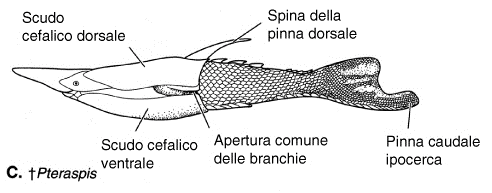 Scudo
cefalico dorsale
Spina della
pinna dorsale
Scudo cefalico
ventrale
Apertura comune
delle branchie
Pinna caudale
ipocerca
C. †Pteraspis